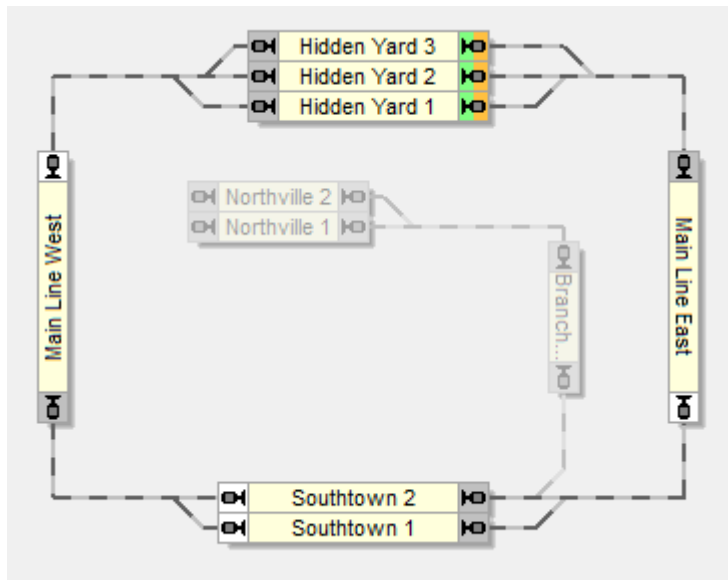 Hidden Yard 3
Hidden Yard 2
Hidden Yard 1
Northville 2
Northville 1
Main Line West
Main Line East
Branch...
Southtown 2
Southtown 1